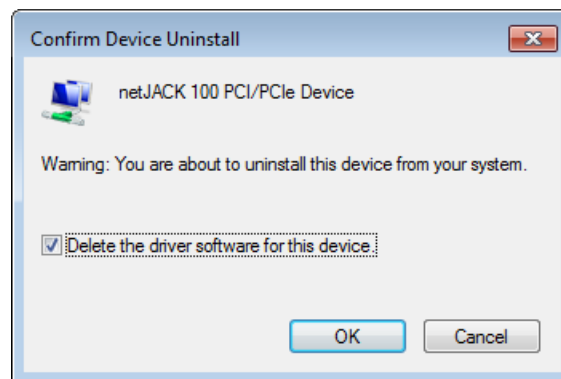 Confirm Device Uninstall
netJACK 100 PCI/PCIe Device
Warning: You are about to uninstall this device from your system.
Delete the driver software for this device.
OK
Cancel